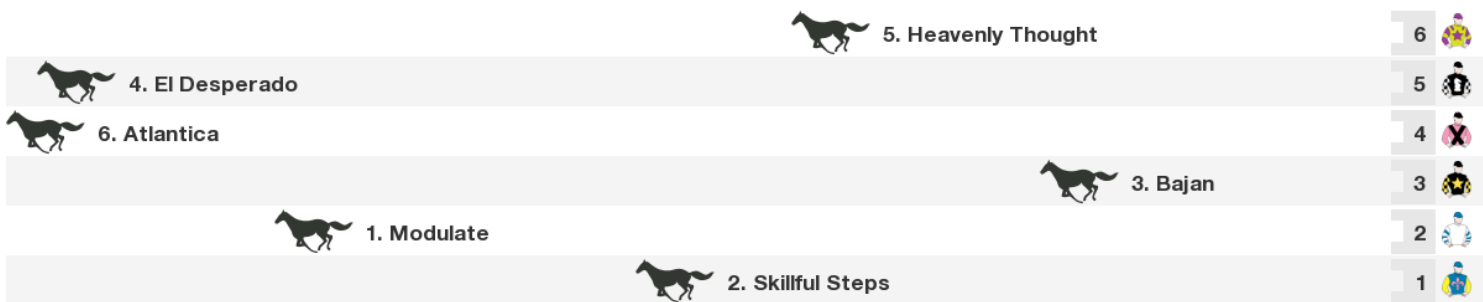 5. Heavenly Thought 6
4. El Desperado 5
6. Atlantica 4
3. Bajan 3
1. Modulate 2
2. Skillful Steps 1